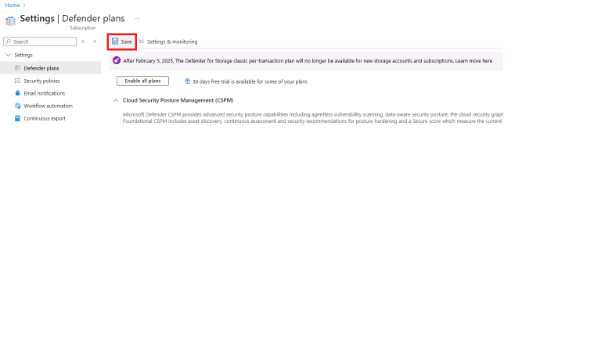 Home >
Settings | Defender plans ...
Subscription
Search
Save Settings & monitoring
Settings
Defender plans
Security policies
Email notifications
Workflow automation
Continuous export
After February 5, 2025, The Defender for Storage classic per-transaction plan will no longer be available for new storage accounts and subscriptions. Learn more here
Enable all plans 30 days free trial is available for some of your plans
Cloud Security Posture Management (CSPM)
Microsoft Defender CSPM provides advanced security posture capabilities including agentless vulnerability scanning, data-aware security posture, the cloud security graph
foundational CSPM includes asset discovery, continuous assessment and security recommendations for posture hardening and a Secure score which measure the current